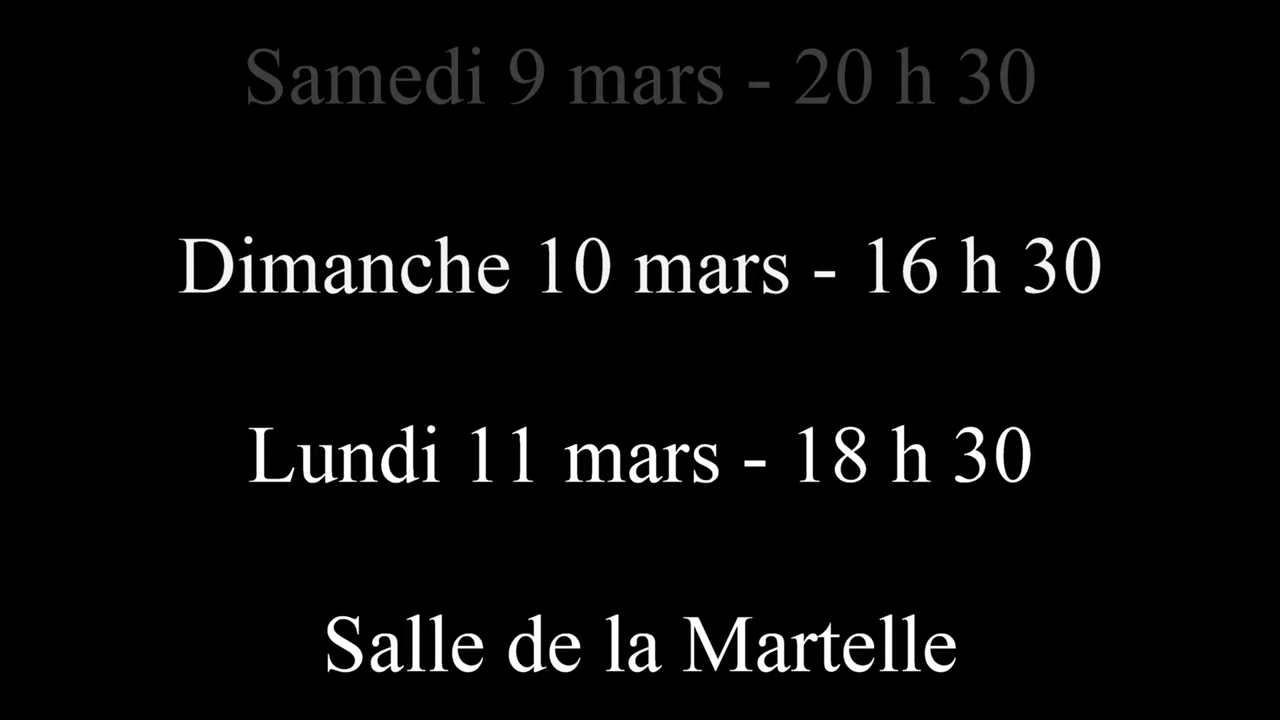 Samedi 9 mars - 20 h 30
Dimanche 10 mars - 16 h 30
Lundi 11 mars - 18 h 30
Salle de la Martelle